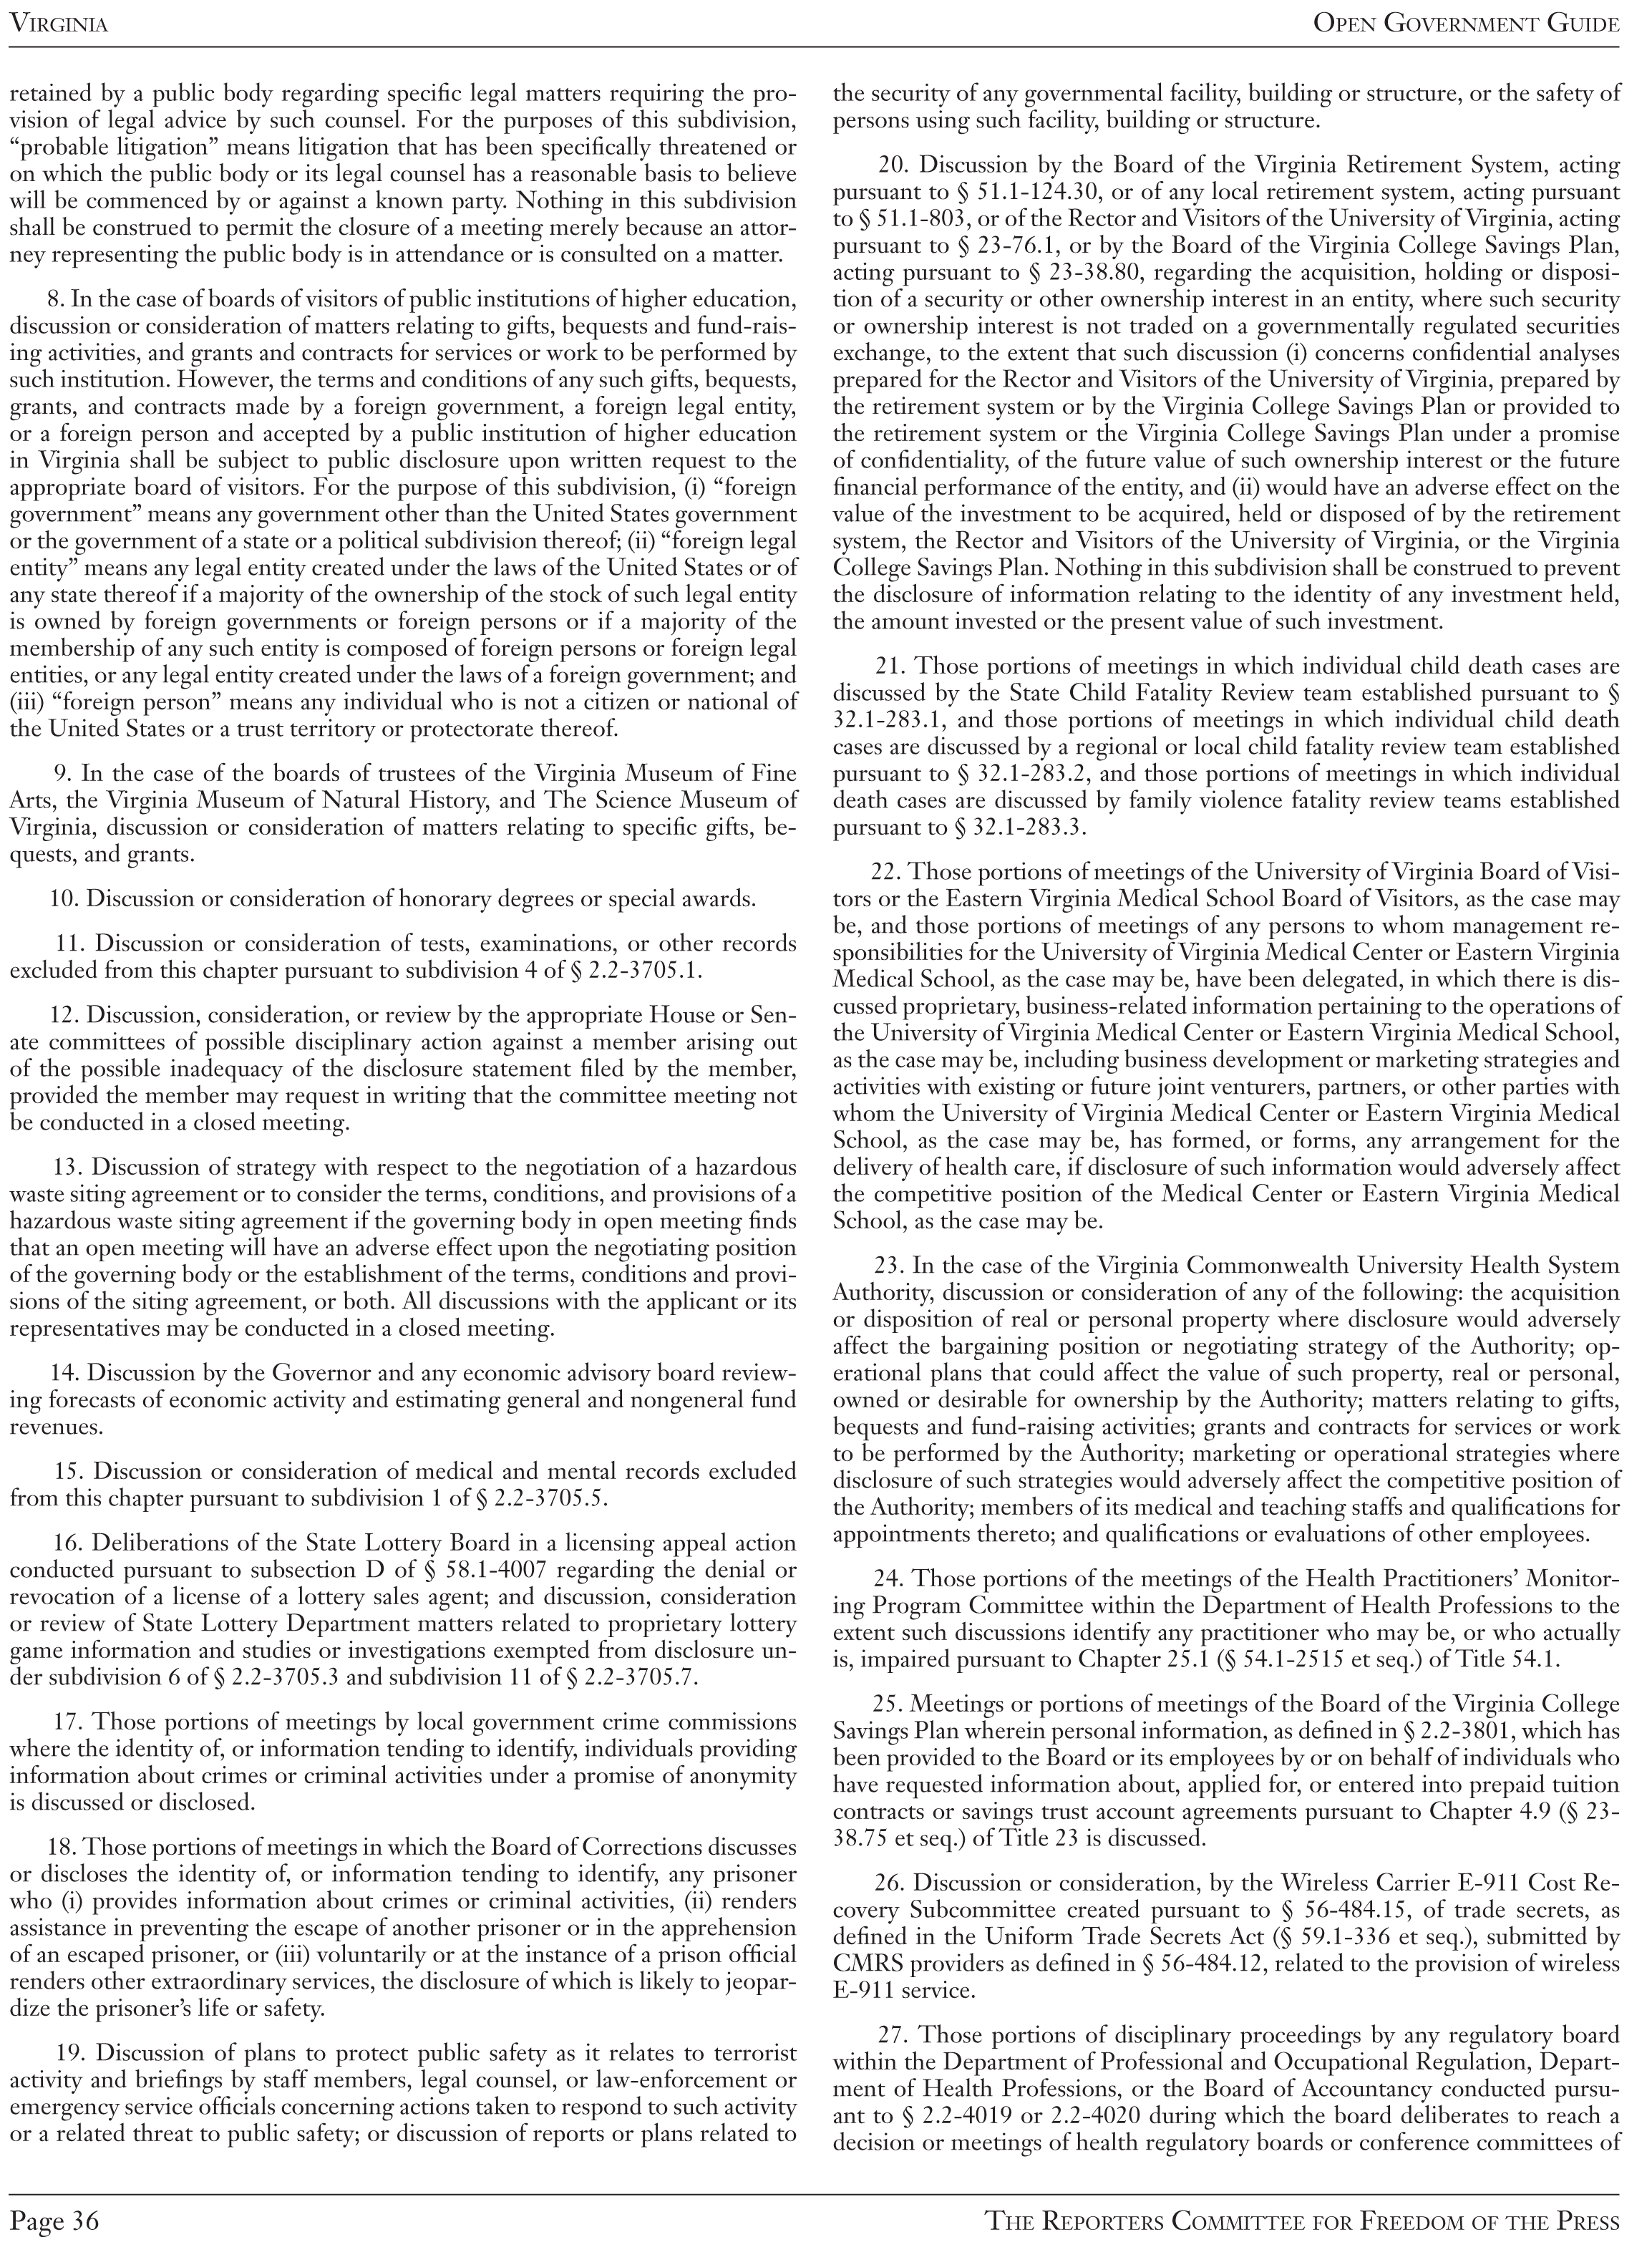 VIRGINIA
OPEN GOVERNMENT GUIDE
retained by a public body regarding specific legal matters requiring the pro-
vision of legal advice by such counsel. For the purposes of this subdivision,
“probable litigation” means litigation that has been specifically threatened or
on which the public body or its legal counsel has a reasonable basis to believe
will be commenced by or against a known party. Nothing in this subdivision
shall be construed to permit the closure of a meeting merely because an attor-
ney representing the public body is in attendance or is consulted on a matter.
8. In the case of boards of visitors of public institutions of higher education,
discussion or consideration of matters relating to gifts, bequests and fund-rais-
ing activities, and grants and contracts for services or work to be performed by
such institution. However, the terms and conditions of any such gifts, bequests,
grants, and contracts made by a foreign government, a foreign legal entity,
or a foreign person and accepted by a public institution of higher education
in Virginia shall be subject to public disclosure upon written request to the
appropriate board of visitors. For the purpose of this subdivision, (i) “foreign
government” means any government other than the United States government
or the government of a state or a political subdivision thereof; (ii) “foreign legal
entity” means any legal entity created under the laws of the United States or of
any state thereof if a majority of the ownership of the stock of such legal entity
is owned by foreign governments or foreign persons or if a majority of the
membership of any such entity is composed of foreign persons or foreign legal
entities, or any legal entity created under the laws of a foreign government; and
(iii) “foreign person” means any individual who is not a citizen or national of
the United States or a trust territory or protectorate thereof.
9. In the case of the boards of trustees of the Virginia Museum of Fine
Arts, the Virginia Museum of Natural History, and The Science Museum of
Virginia, discussion or consideration of matters relating to specific gifts, be-
quests, and grants.
10. Discussion or consideration of honorary degrees or special awards.
11. Discussion or consideration of tests, examinations, or other records
excluded from this chapter pursuant to subdivision 4 of § 2.2-3705.1.
12. Discussion, consideration, or review by the appropriate House or Sen-
ate committees of possible disciplinary action against a member arising out
of the possible inadequacy of the disclosure statement filed by the member,
provided the member may request in writing that the committee meeting not
be conducted in a closed meeting.
13. Discussion of strategy with respect to the negotiation of a hazardous
waste siting agreement or to consider the terms, conditions, and provisions of a
hazardous waste siting agreement if the governing body in open meeting finds
that an open meeting will have an adverse effect upon the negotiating position
of the governing body or the establishment of the terms, conditions and provi-
sions of the siting agreement, or both. All discussions with the applicant or its
representatives may be conducted in a closed meeting.
14. Discussion by the Governor and any economic advisory board review-
ing forecasts of economic activity and estimating general and nongeneral fund
revenues.
15. Discussion or consideration of medical and mental records excluded
from this chapter pursuant to subdivision 1 of § 2.2-3705.5.
16. Deliberations of the State Lottery Board in a licensing appeal action
conducted pursuant to subsection D of § 58.1-4007 regarding the denial or
revocation of a license of a lottery sales agent; and discussion, consideration
or review of State Lottery Department matters related to proprietary lottery
game information and studies or investigations exempted from disclosure un-
der subdivision 6 of § 2.2-3705.3 and subdivision 11 of § 2.2-3705.7.
17. Those portions of meetings by local government crime commissions
where the identity of, or information tending to identify, individuals providing
information about crimes or criminal activities under a promise of anonymity
is discussed or disclosed.
18. Those portions of meetings in which the Board of Corrections discusses
or discloses the identity of, or information tending to identify, any prisoner
who (i) provides information about crimes or criminal activities, (ii) renders
assistance in preventing the escape of another prisoner or in the apprehension
of an escaped prisoner, or (iii) voluntarily or at the instance of a prison official
renders other extraordinary services, the disclosure of which is likely to jeopar-
dize the prisoner’s life or safety.
19. Discussion of plans to protect public safety as it relates to terrorist
activity and briefings by staff members, legal counsel, or law-enforcement or
emergency service officials concerning actions taken to respond to such activity
or a related threat to public safety; or discussion of reports or plans related to
the security of any governmental facility, building or structure, or the safety of
persons using such facility, building or structure.
20. Discussion by the Board of the Virginia Retirement System, acting
pursuant to § 51.1-124.30, or of any local retirement system, acting pursuant
to § 51.1-803, or of the Rector and Visitors of the University of Virginia, acting
pursuant to § 23-76.1, or by the Board of the Virginia College Savings Plan,
acting pursuant to § 23-38.80, regarding the acquisition, holding or disposi-
tion of a security or other ownership interest in an entity, where such security
or ownership interest is not traded on a governmentally regulated securities
exchange, to the extent that such discussion (i) concerns confidential analyses
prepared for the Rector and Visitors of the University of Virginia, prepared by
the retirement system or by the Virginia College Savings Plan or provided to
the retirement system or the Virginia College Savings Plan under a promise
of confidentiality, of the future value of such ownership interest or the future
financial performance of the entity, and (ii) would have an adverse effect on the
value of the investment to be acquired, held or disposed of by the retirement
system, the Rector and Visitors of the University of Virginia, or the Virginia
College Savings Plan. Nothing in this subdivision shall be construed to prevent
the disclosure of information relating to the identity of any investment held,
the amount invested or the present value of such investment.
21. Those portions of meetings in which individual child death cases are
discussed by the State Child Fatality Review team established pursuant to §
32.1-283.1, and those portions of meetings in which individual child death
cases are discussed by a regional or local child fatality review team established
pursuant to § 32.1-283.2, and those portions of meetings in which individual
death cases are discussed by family violence fatality review teams established
pursuant to § 32.1-283.3.
22. Those portions of meetings of the University of Virginia Board of Visi-
tors or the Eastern Virginia Medical School Board of Visitors, as the case may
be, and those portions of meetings of any persons to whom management re-
sponsibilities for the University of Virginia Medical Center or Eastern Virginia
Medical School, as the case may be, have been delegated, in which there is dis-
cussed proprietary, business-related information pertaining to the operations of
the University of Virginia Medical Center or Eastern Virginia Medical School,
as the case may be, including business development or marketing strategies and
activities with existing or future joint venturers, partners, or other parties with
whom the University of Virginia Medical Center or Eastern Virginia Medical
School, as the case may be, has formed, or forms, any arrangement for the
delivery of health care, if disclosure of such information would adversely affect
the competitive position of the Medical Center or Eastern Virginia Medical
School, as the case may be.
23. In the case of the Virginia Commonwealth University Health System
Authority, discussion or consideration of any of the following: the acquisition
or disposition of real or personal property where disclosure would adversely
affect the bargaining position or negotiating strategy of the Authority; op-
erational plans that could affect the value of such property, real or personal,
owned or desirable for ownership by the Authority; matters relating to gifts,
bequests and fund-raising activities; grants and contracts for services or work
to be performed by the Authority; marketing or operational strategies where
disclosure of such strategies would adversely affect the competitive position of
the Authority; members of its medical and teaching staffs and qualifications for
appointments thereto; and qualifications or evaluations of other employees.
24. Those portions of the meetings of the Health Practitioners’ Monitor-
ing Program Committee within the Department of Health Professions to the
extent such discussions identify any practitioner who may be, or who actually
is, impaired pursuant to Chapter 25.1 (§ 54.1-2515 et seq.) of Title 54.1.
25. Meetings or portions of meetings of the Board of the Virginia College
Savings Plan wherein personal information, as defined in § 2.2-3801, which has
been provided to the Board or its employees by or on behalf of individuals who
have requested information about, applied for, or entered into prepaid tuition
contracts or savings trust account agreements pursuant to Chapter 4.9 (§ 23-
38.75 et seq.) of Title 23 is discussed.
26. Discussion or consideration, by the Wireless Carrier E-911 Cost Re-
covery Subcommittee created pursuant to § 56-484.15, of trade secrets, as
defined in the Uniform Trade Secrets Act (§ 59.1-336 et seq.), submitted by
CMRS providers as defined in § 56-484.12, related to the provision of wireless
E-911 service.
27. Those portions of disciplinary proceedings by any regulatory board
within the Department of Professional and Occupational Regulation, Depart-
ment of Health Professions, or the Board of Accountancy conducted pursu-
ant to § 2.2-4019 or 2.2-4020 during which the board deliberates to reach a
decision or meetings of health regulatory boards or conference committees of
Page 36
THE REPORTERS COMMITTEE FOR FREEDOM OF THE PRESS